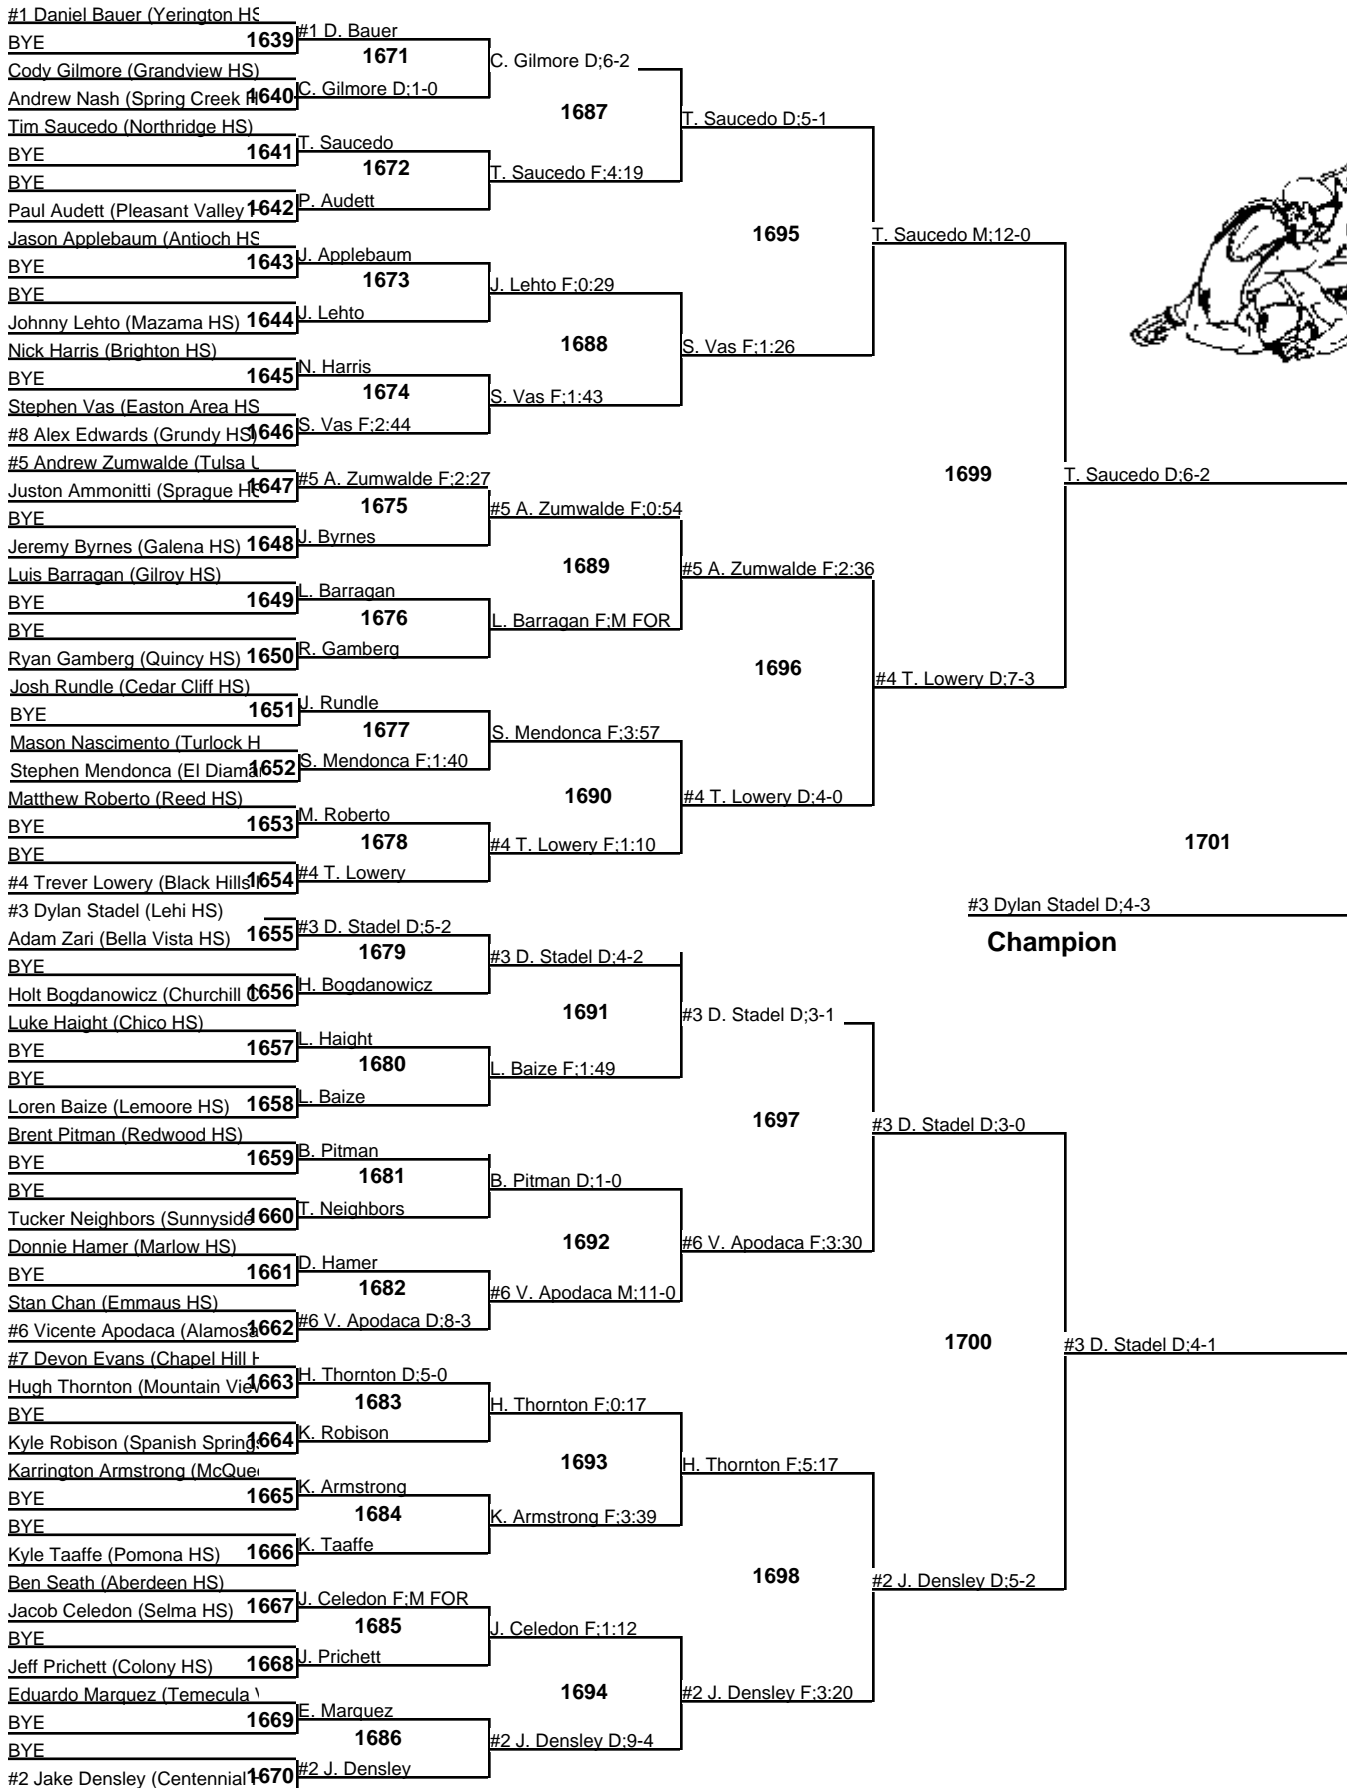 #1 Daniel Bauer (Yerington HS
BYE
1639
Cody Gilmore (Grandview HS)
Andrew Nash (Spring Creek
1640
Tim Saucedo (Northridge HS)
BYE
1641
BYE
Paul Audett (Pleasant Valley
1642
Jason Applebaum (Antioch HS
BYE
1643
BYE
Johnny Lehto (Mazama HS)
1644
Nick Harris (Brighton HS)
BYE
1645
Stephen Vas (Easton Area HS
#8 Alex Edwards (Grundy HS)
1646
#5 Andrew Zumwalde (Tulsa
Juston Ammonitti (Sprague
1647
BYE
Jeremy Byrnes (Galena HS)
1648
Luis Barragan (Gilroy HS)
BYE
1649
BYE
Ryan Gamberg (Quincy HS)
1650
Josh Rundle (Cedar Cliff HS)
BYE
1651
Mason Nascimento (Turlock H
Stephen Mendonca (El
1652
Matthew Roberto (Reed HS)
BYE
1653
BYE
#4 Trever Lowery (Black Hills
1654
#3 Dylan Stadel (Lehi HS)
Adam Zari (Bella Vista HS)
1655
BYE
Holt Bogdanowicz (Churchill
1656
Luke Haight (Chico HS)
BYE
1657
BYE
Loren Baize (Lemoore HS)
1658
Brent Pitman (Redwood HS)
BYE
1659
BYE
Tucker Neighbors (Sunnyside
1660
Donnie Hamer (Marlow HS)
BYE
1661
Stan Chan (Emmaus HS)
#6 Vicente Apodaca (Alamosa
1662
#7 Devon Evans (Chapel Hill
Hugh Thornton (Mountain
1663
BYE
Kyle Robison (Spanish
1664
Karrington Armstrong
BYE
1665
BYE
Kyle Taaffe (Pomona HS)
1666
Ben Seath (Aberdeen HS)
Jacob Celedon (Selma HS)
1667
BYE
Jeff Prichett (Colony HS)
1668
Eduardo Marquez (Temecula
BYE
1669
BYE
#2 Jake Densley (Centennial
1670
#1 D. Bauer
1671
C. Gilmore D;1-0
T. Saucedo
1672
P. Audett
J. Applebaum
1673
J. Lehto
N. Harris
1674
S. Vas F;2:44
#5 A. Zumwalde F;2:27
1675
J. Byrnes
L. Barragan
1676
R. Gamberg
J. Rundle
1677
S. Mendonca F;1:40
M. Roberto
1678
#4 T. Lowery
#3 D. Stadel D;5-2
1679
H. Bogdanowicz
L. Haight
1680
L. Baize
B. Pitman
1681
T. Neighbors
D. Hamer
1682
#6 V. Apodaca D;8-3
H. Thornton D;5-0
1683
K. Robison
K. Armstrong
1684
K. Taaffe
J. Celedon F;M FOR
1685
J. Prichett
E. Marquez
1686
#2 J. Densley
C. Gilmore D;6-2
1687
T. Saucedo F;4:19
J. Lehto F;0:29
1688
S. Vas F;1:43
#5 A. Zumwalde F;0:54
1689
L. Barragan F;M FOR
S. Mendonca F;3:57
1690
#4 T. Lowery F;1:10
#3 D. Stadel D;4-2
1691
L. Baize F;1:49
B. Pitman D;1-0
1692
#6 V. Apodaca M;11-0
H. Thornton F;0:17
1693
K. Armstrong F;3:39
J. Celedon F;1:12
1694
#2 J. Densley D;9-4
T. Saucedo D;5-1
1695
S. Vas F;1:26
#5 A. Zumwalde F;2:36
1696
#4 T. Lowery D;4-0
#3 D. Stadel D;3-1
1697
#6 V. Apodaca F;3:30
H. Thornton F;5:17
1698
#2 J. Densley F;3:20
T. Saucedo M;12-0
1699
#4 T. Lowery D;7-3
#3 D. Stadel D;3-0
1700
#2 J. Densley D;5-2
T. Saucedo D;6-2
1701
#3 D. Stadel D;4-1
#3 Dylan Stadel D;4-3
Champion